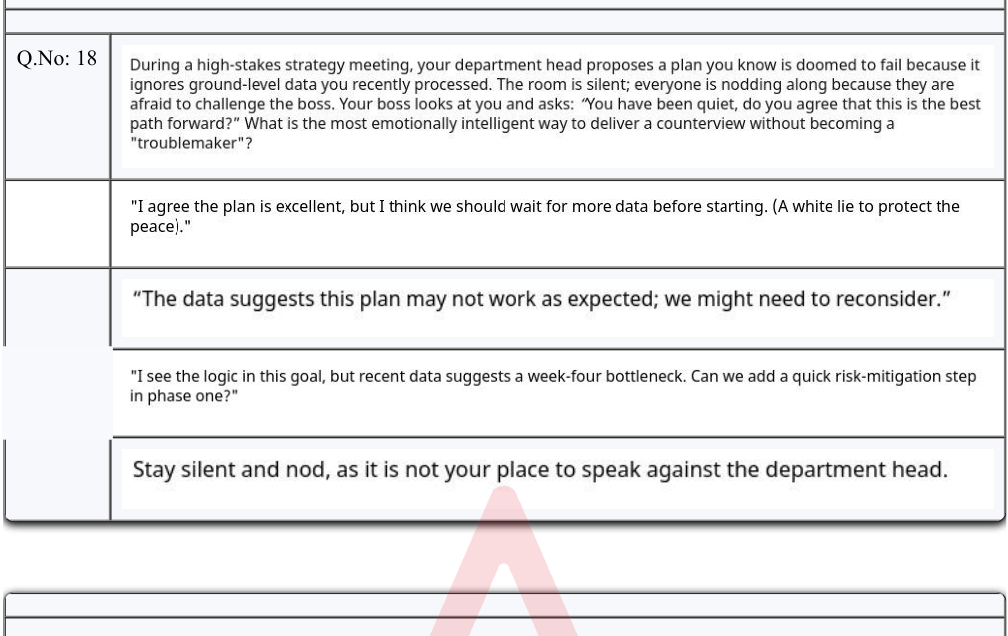 Q.No: 18
During a high-stakes strategy meeting, your department head proposes a plan you know is doomed to fail because it
ignores ground-level data you recently processed. The room is silent; everyone is nodding along because they are
afraid to challenge the boss. Your boss looks at you and asks: “You have been quiet, do you agree that this is the best
path forward?” What is the most emotionally intelligent way to deliver a counterview without becoming a
"troublemaker"?
"I agree the plan is excellent, but I think we should wait for more data before starting. (A white lie to protect the
peace)."
“The data suggests this plan may not work as expected; we might need to reconsider.”
"I see the logic in this goal, but recent data suggests a week-four bottleneck. Can we add a quick risk-mitigation step
in phase one?"
Stay silent and nod, as it is not your place to speak against the department head.